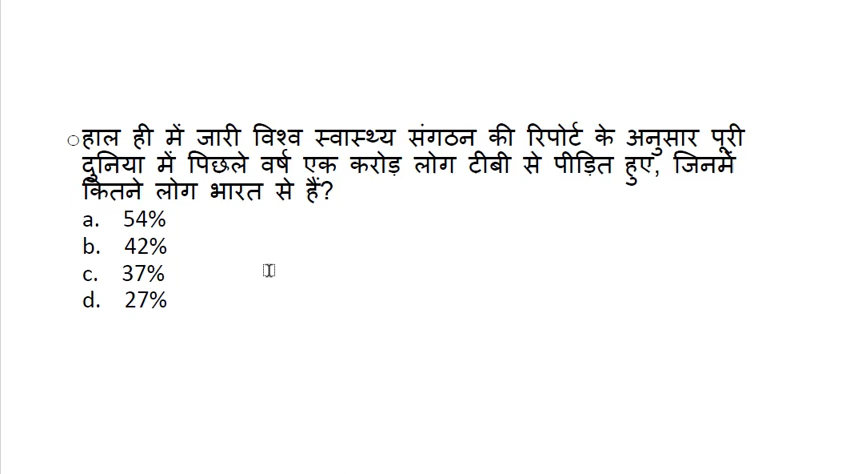 हाल ही में जारी विश्व स्वास्थ्य संगठन की रिपोर्ट के अनुसार पूरी
दुनिया में पिछले वर्ष एक करोड़ लोग टीबी से पीड़ित हुए, जिनमें
कितने लोग भारत से हैं?
a. 54%
b. 42%
c. 37%
d. 27%